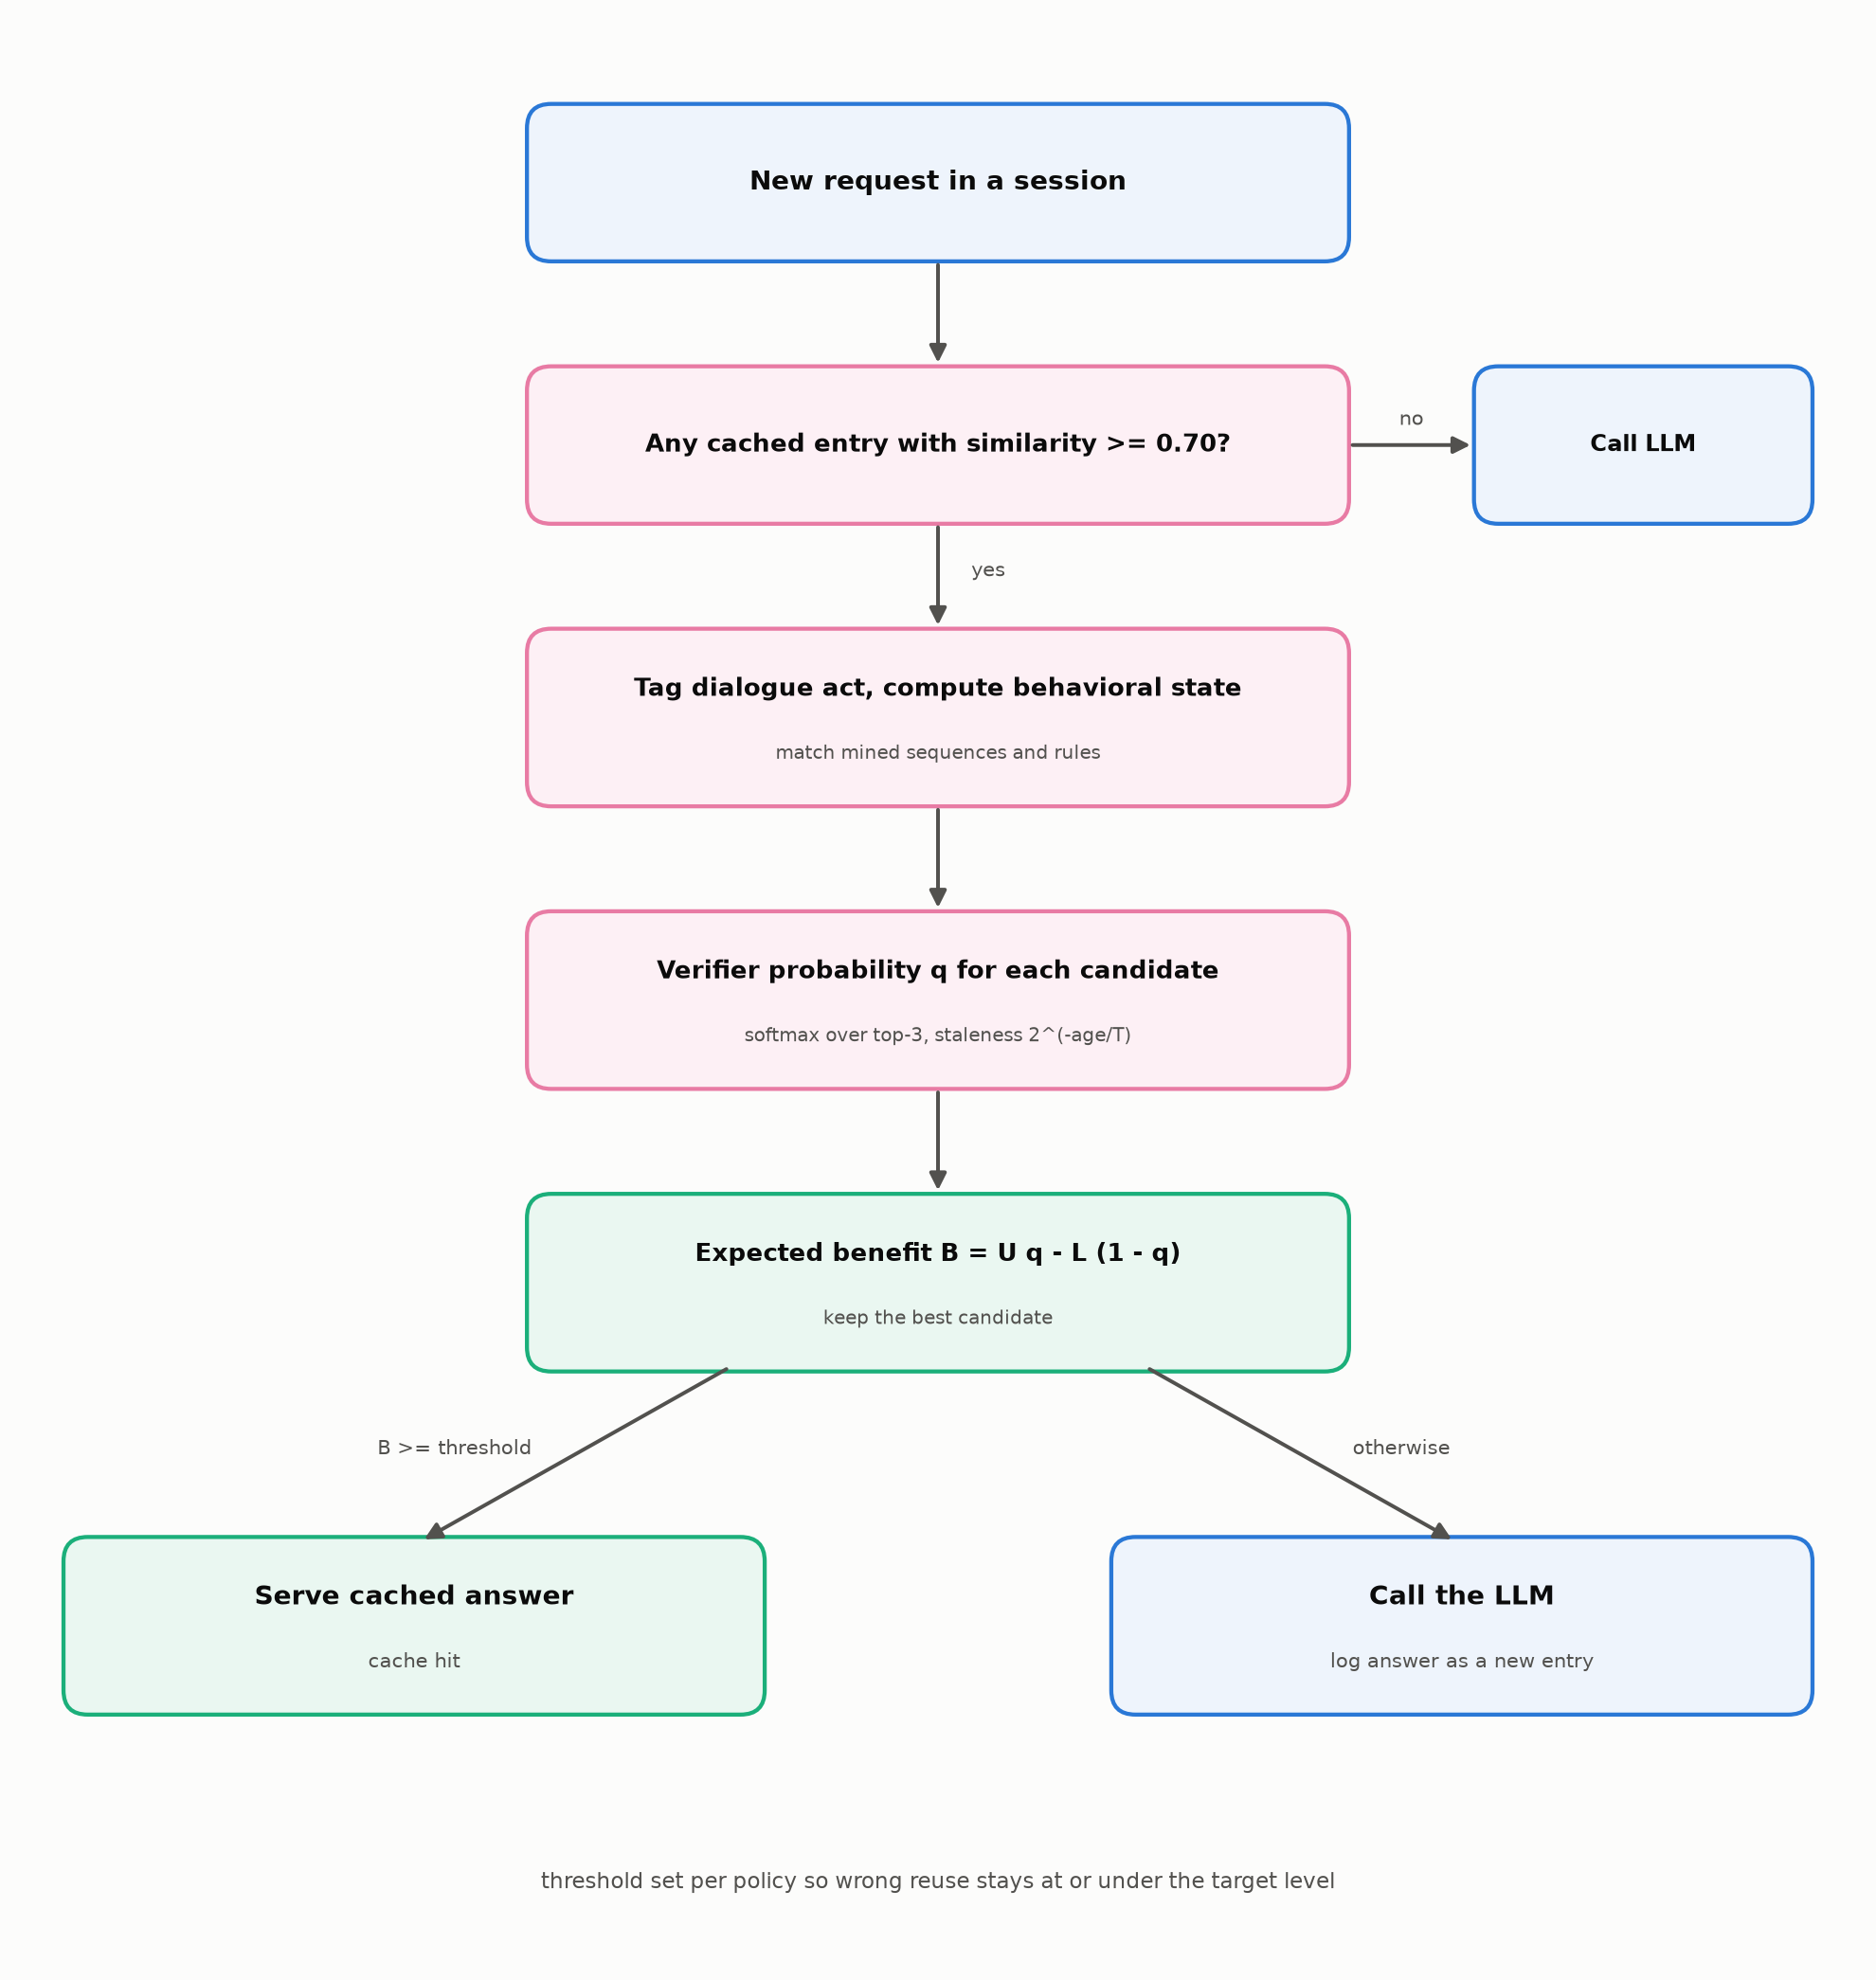 New request in a session
Any cached entry with similarity >= 0.70?
no
Call LLM
yes
Tag dialogue act, compute behavioral state
match mined sequences and rules
Verifier probability q for each candidate
softmax over top-3, staleness 2^(-age/T)
Expected benefit B = U q - L (1 - q)
keep the best candidate
B >= threshold
otherwise
Serve cached answer
cache hit
Call the LLM
log answer as a new entry
threshold set per policy so wrong reuse stays at or under the target level